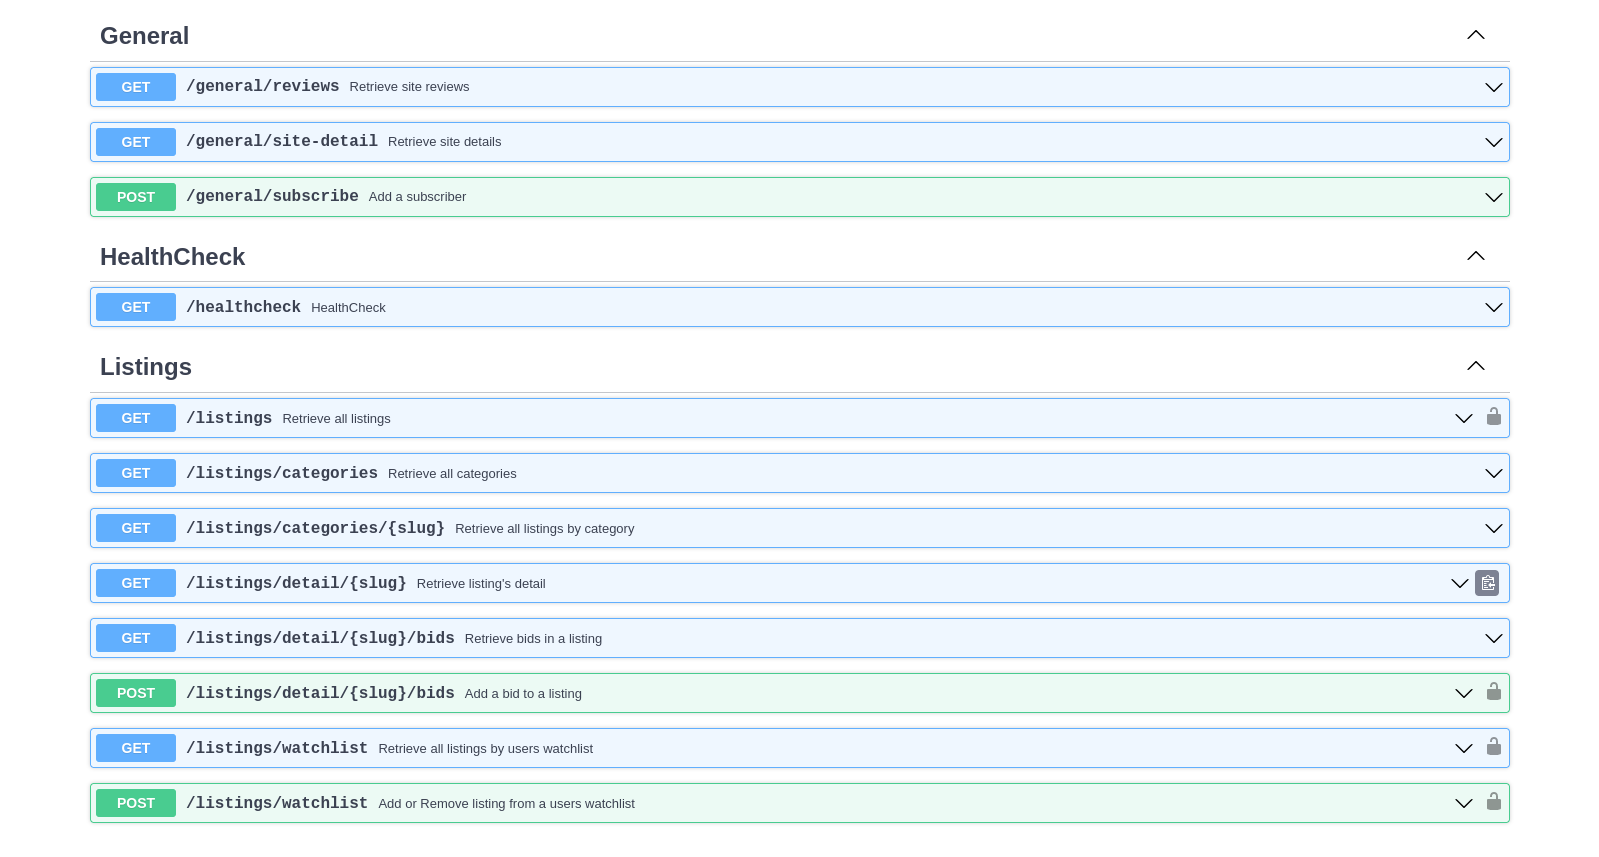 General
GET /general/reviews Retrieve site reviews
GET /general/site-detail Retrieve site details
POST /general/subscribe Add a subscriber
HealthCheck
GET /healthcheck HealthCheck
Listings
GET /listings Retrieve all listings
GET /listings/categories Retrieve all categories
GET /listings/categories/{slug} Retrieve all listings by category
GET /listings/detail/{slug} Retrieve listing's detail
GET /listings/detail/{slug}/bids Retrieve bids in a listing
POST /listings/detail/{slug}/bids Add a bid to a listing
GET /listings/watchlist Retrieve all listings by users watchlist
POST /listings/watchlist Add or Remove listing from a users watchlist